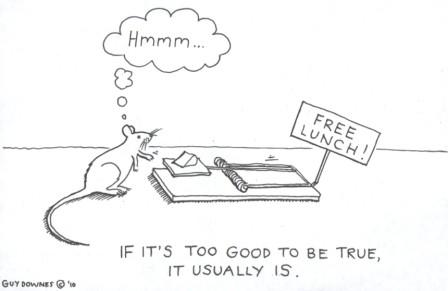 Hmmm...
FREE
LUNCH!
IF IT'S TOO GOOD TO BE TRUE,
IT USUALLY IS.
GUY DOWNES © '10